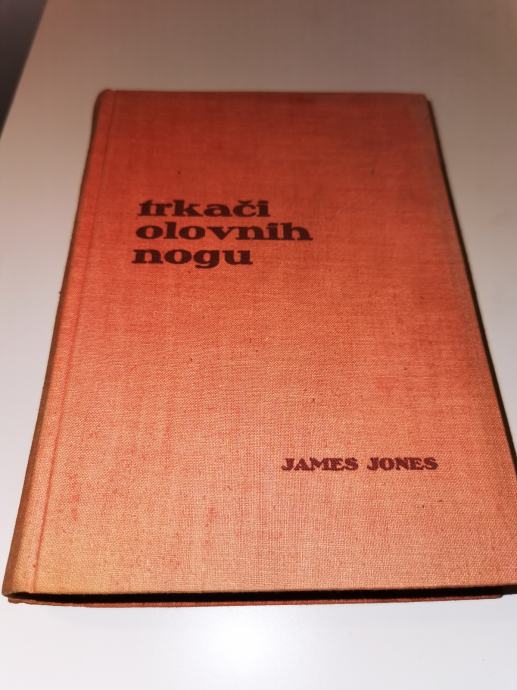 trkači
olovnih
nogu
JAMES JONES